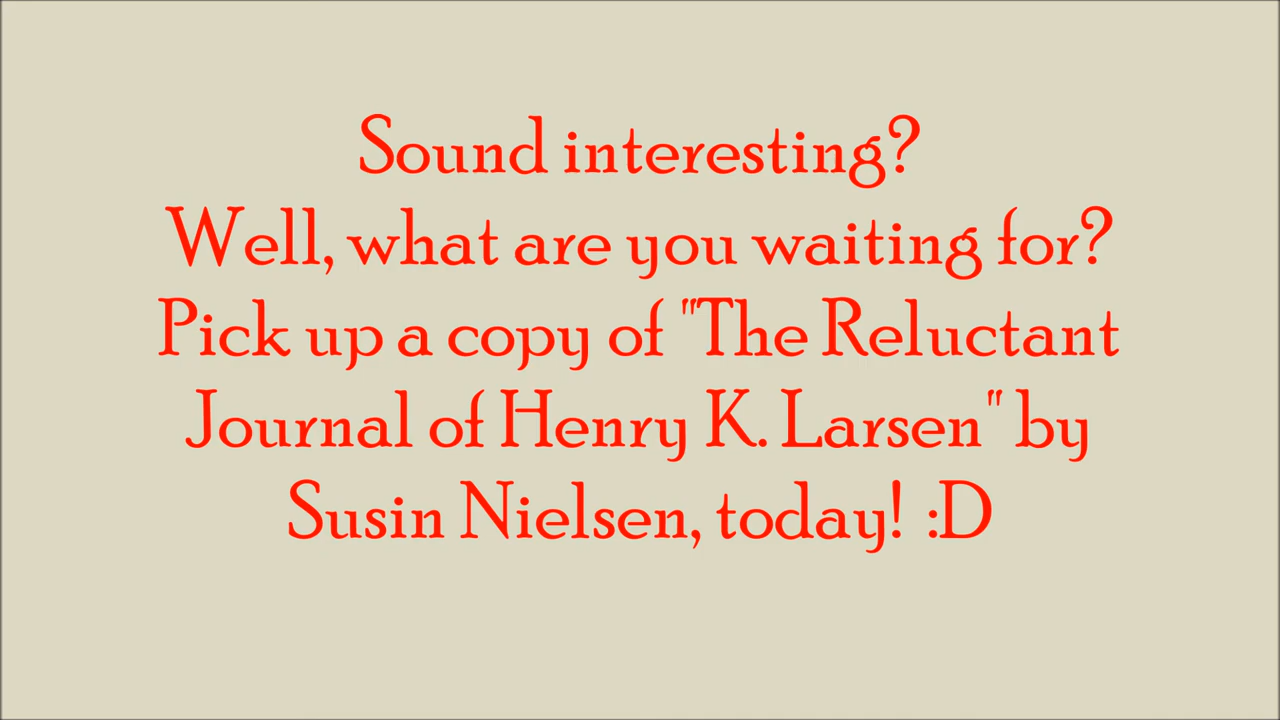 Sound interesting?
Well, what are you waiting for?
Pick up a copy of "The Reluctant
Journal of Henry K. Larsen" by
Susin Nielsen, today! :D